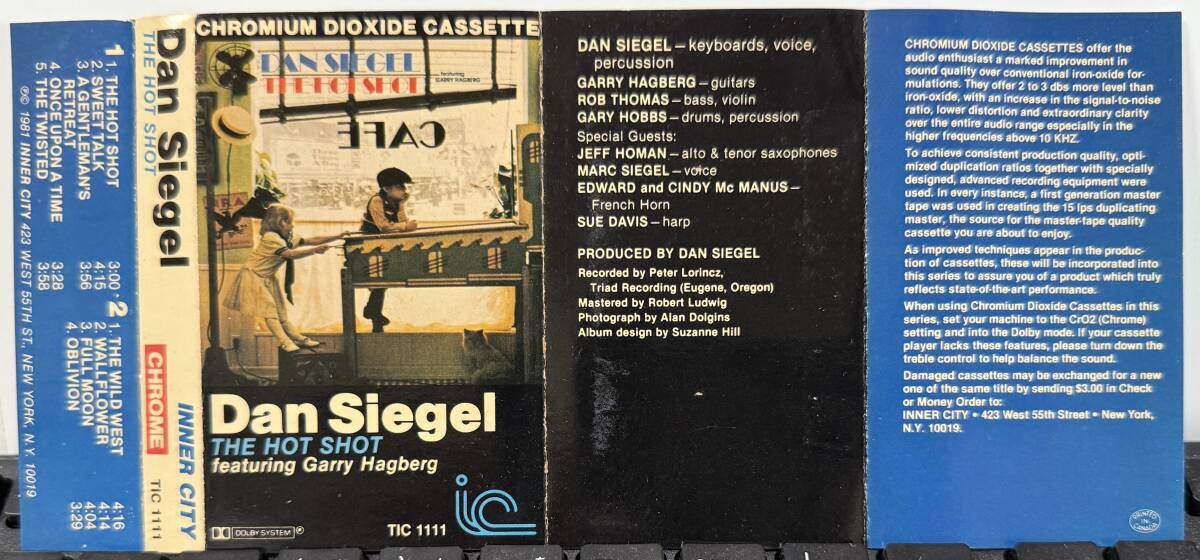 1
1. THE HOT SHOT 3:00
2. SWEET TALK 4:15
3. A GENTLEMAN'S
RETREAT 3:56
4. ONCE UPON A TIME 3:28
5. THE TWISTED 3:58
2
1. THE WILD WEST 4:16
2. WALLFLOWER 4:14
3. FULL MOON 4:04
4. OBLIVION 3:29
℗© 1981 INNER CITY 423 WEST 55TH ST., NEW YORK, N.Y. 10019
Dan Siegel
THE HOT SHOT
CHROME
INNER CITY
TIC 1111
CHROMIUM DIOXIDE CASSETTE
DAN SIEGEL
featuring
GARRY HAGBERG
THE HOT SHOT
CAFE
Dan Siegel
THE HOT SHOT
featuring Garry Hagberg
ic
DOLBY SYSTEM®
TIC 1111
DAN SIEGEL—keyboards, voice,
percussion
GARRY HAGBERG—guitars
ROB THOMAS—bass, violin
GARY HOBBS—drums, percussion
Special Guests:
JEFF HOMAN—alto & tenor saxophones
MARC SIEGEL—voice
EDWARD and CINDY Mc MANUS—
French Horn
SUE DAVIS—harp
PRODUCED BY DAN SIEGEL
Recorded by Peter Lorincz,
Triad Recording (Eugene, Oregon)
Mastered by Robert Ludwig
Photograph by Alan Dolgins
Album design by Suzanne Hill
CHROMIUM DIOXIDE CASSETTES offer the
audio enthusiast a marked improvement in
sound quality over conventional iron-oxide for-
mulations. They offer 2 to 3 dbs more level than
iron-oxide, with an increase in the signal-to-noise
ratio, lower distortion and extraordinary clarity
over the entire audio range especially in the
higher frequencies above 10 KHZ.
To achieve consistent production quality, opti-
mized duplication ratios together with specially
designed, advanced recording equipment were
used. In every instance, a first generation master
tape was used in creating the 15 ips duplicating
master, the source for the master-tape quality
cassette you are about to enjoy.
As improved techniques appear in the produc-
tion of cassettes, these will be incorporated into
this series to assure you of a product which truly
reflects state-of-the-art performance.
When using Chromium Dioxide Cassettes in this
series, set your machine to the CrO2 (Chrome)
setting and into the Dolby mode. If your cassette
player lacks these features, please turn down the
treble control to help balance the sound.
Damaged cassettes may be exchanged for a new
one of the same title by sending $3.00 in Check
or Money Order to:
INNER CITY • 423 West 55th Street • New York,
N.Y. 10019.
PRINTED
IN
CANADA